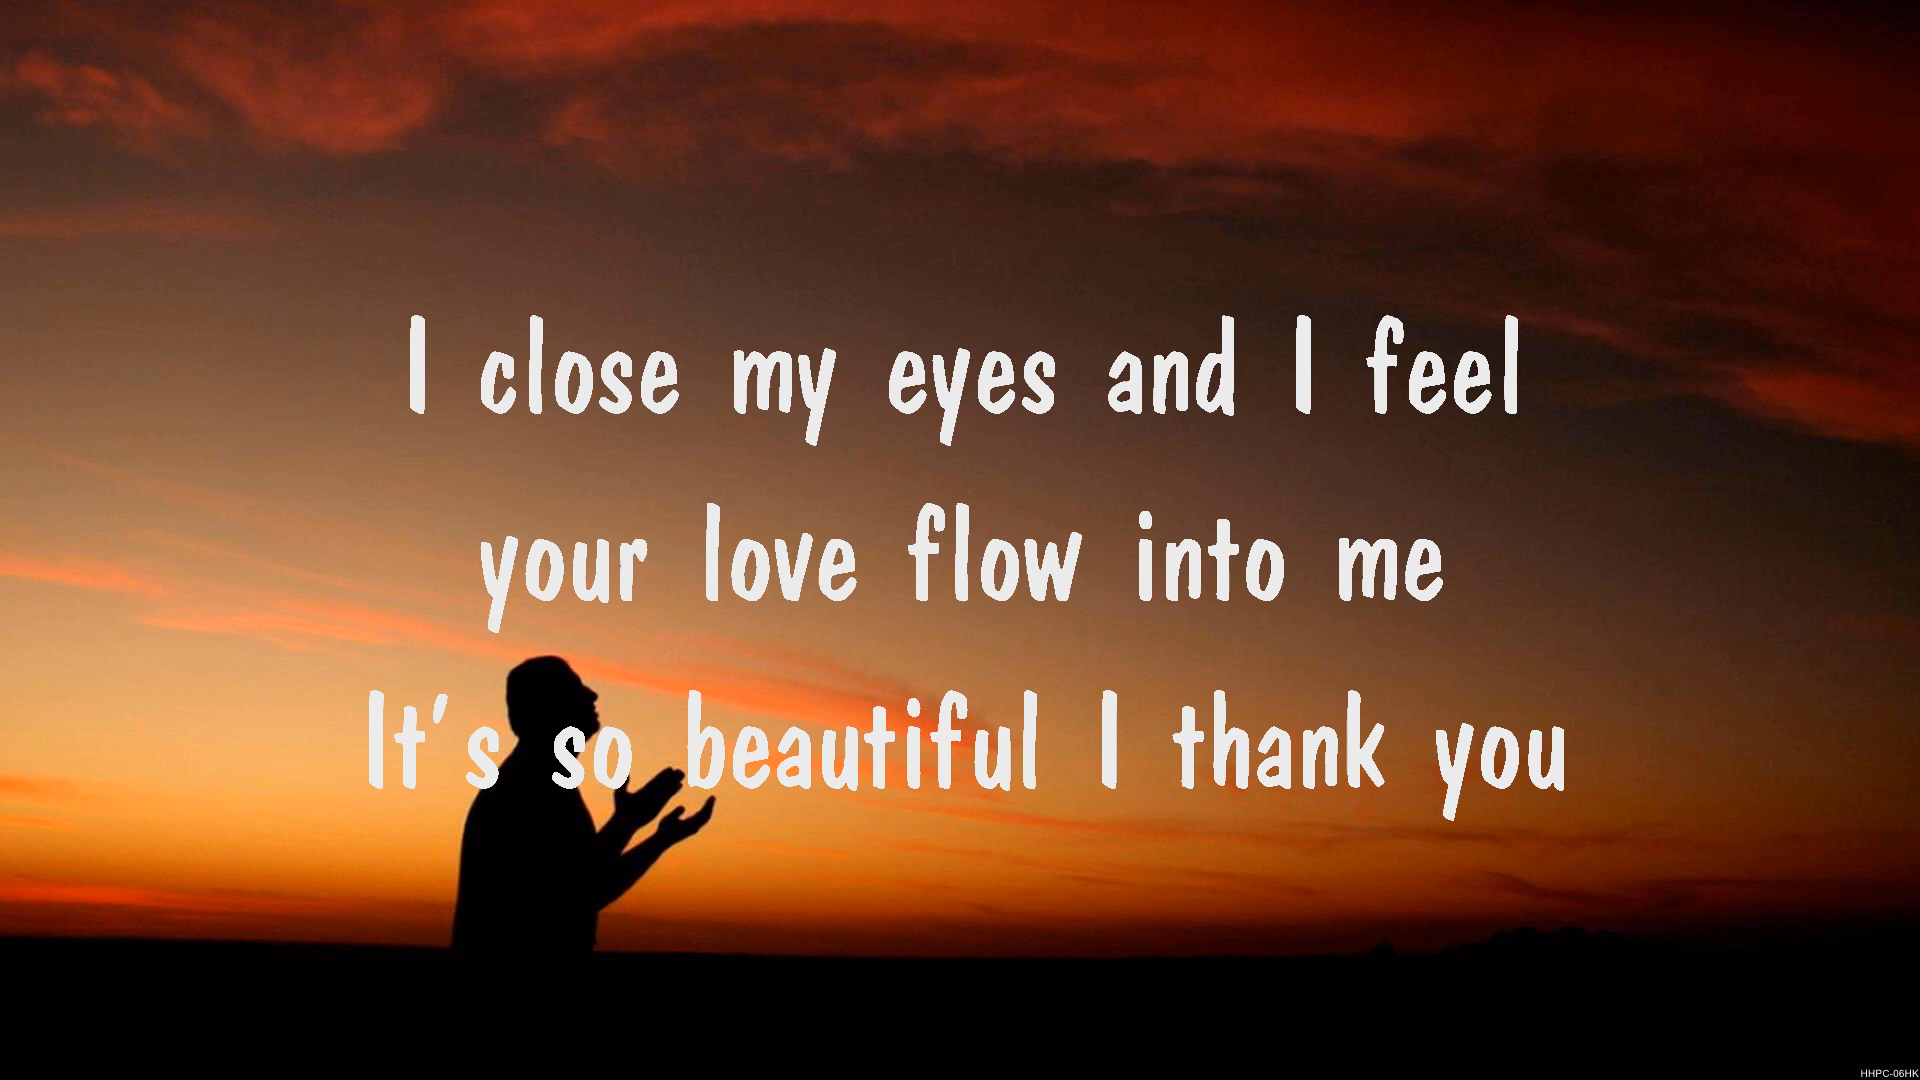 I close my eyes and I feel
your love flow into me
It's so beautiful I thank you
HHPC-06HK